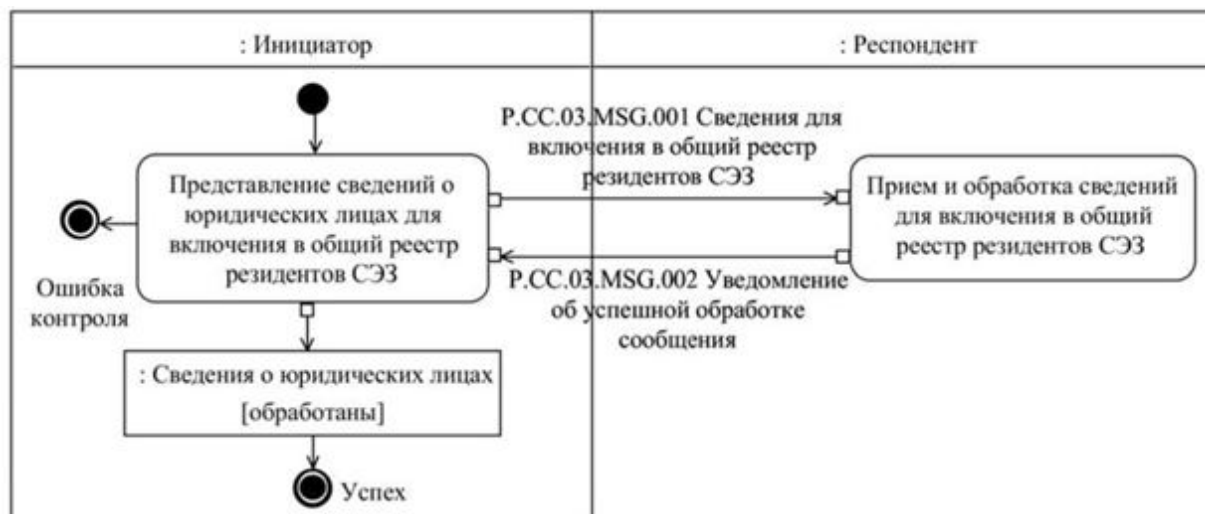 : Инициатор
: Респондент
P.CC.03.MSG.001 Сведения для
включения в общий реестр
резидентов СЭЗ
Представление сведений о
юридических лицах для
включения в общий реестр
резидентов СЭЗ
Прием и обработка сведений
для включения в общий
реестр резидентов СЭЗ
P.CC.03.MSG.002 Уведомление
об успешной обработке
сообщения
Ошибка
контроля
: Сведения о юридических лицах
[обработаны]
Успех